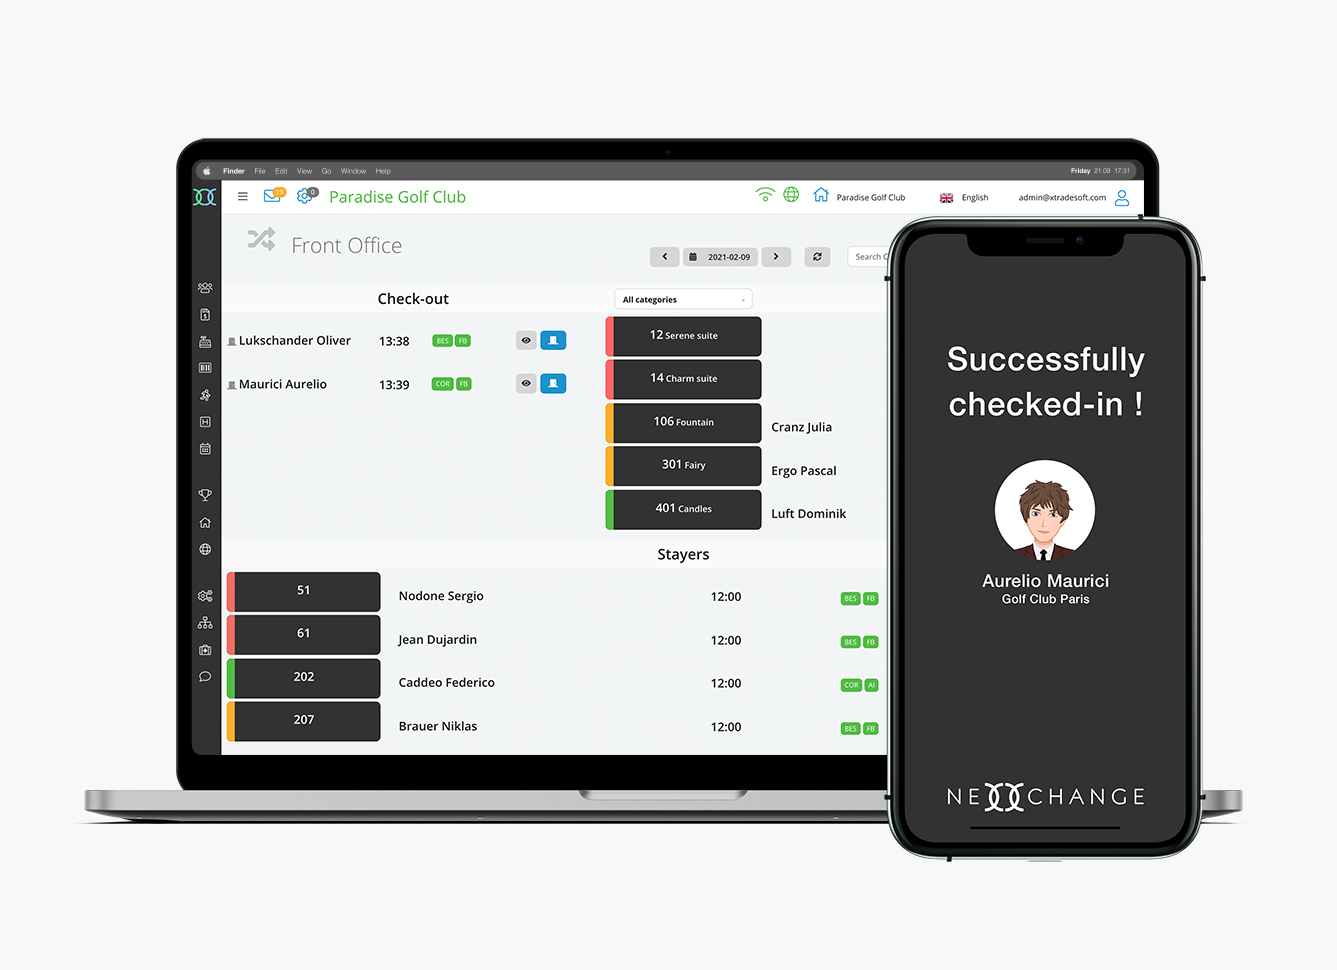 Finder File Edit View Go Window Help
Friday 21.09 17:31
19
0
Paradise Golf Club
Paradise Golf Club
English
admin@xtradesoft.com
Front Office
2021-02-09
Search C
Check-out
All categories
Lukschander Oliver 13:38 BES FB
Maurici Aurelio 13:39 COR FB
12 Serene suite
14 Charm suite
106 Fountain Cranz Julia
301 Fairy Ergo Pascal
401 Candles Luft Dominik
Stayers
51 Nodone Sergio 12:00 BES FB
61 Jean Dujardin 12:00 BES FB
202 Caddeo Federico 12:00 COR AI
207 Brauer Niklas 12:00 BES FB
Successfully
checked-in !
Aurelio Maurici
Golf Club Paris
NEXXCHANGE